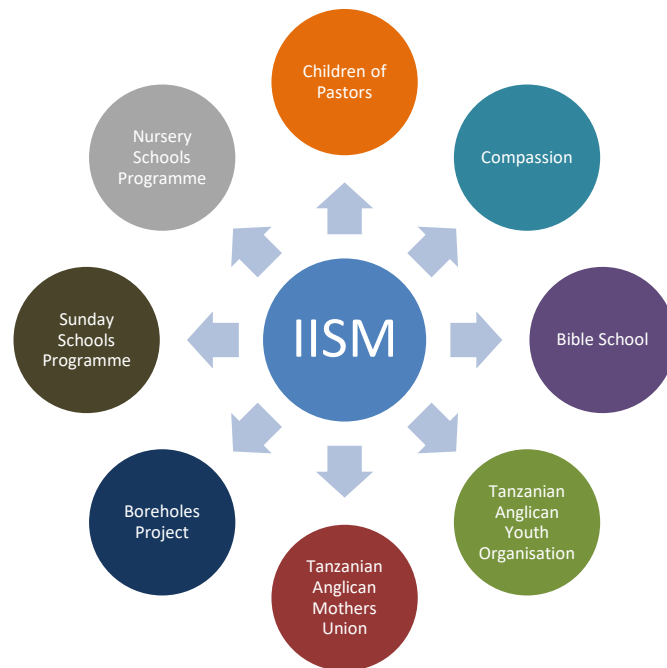 Children of
Pastors
Compassion
Bible School
Tanzanian
Anglican
Youth
Organisation
Tanzanian
Anglican
Mothers
Union
Boreholes
Project
Sunday
Schools
Programme
Nursery
Schools
Programme
IISM